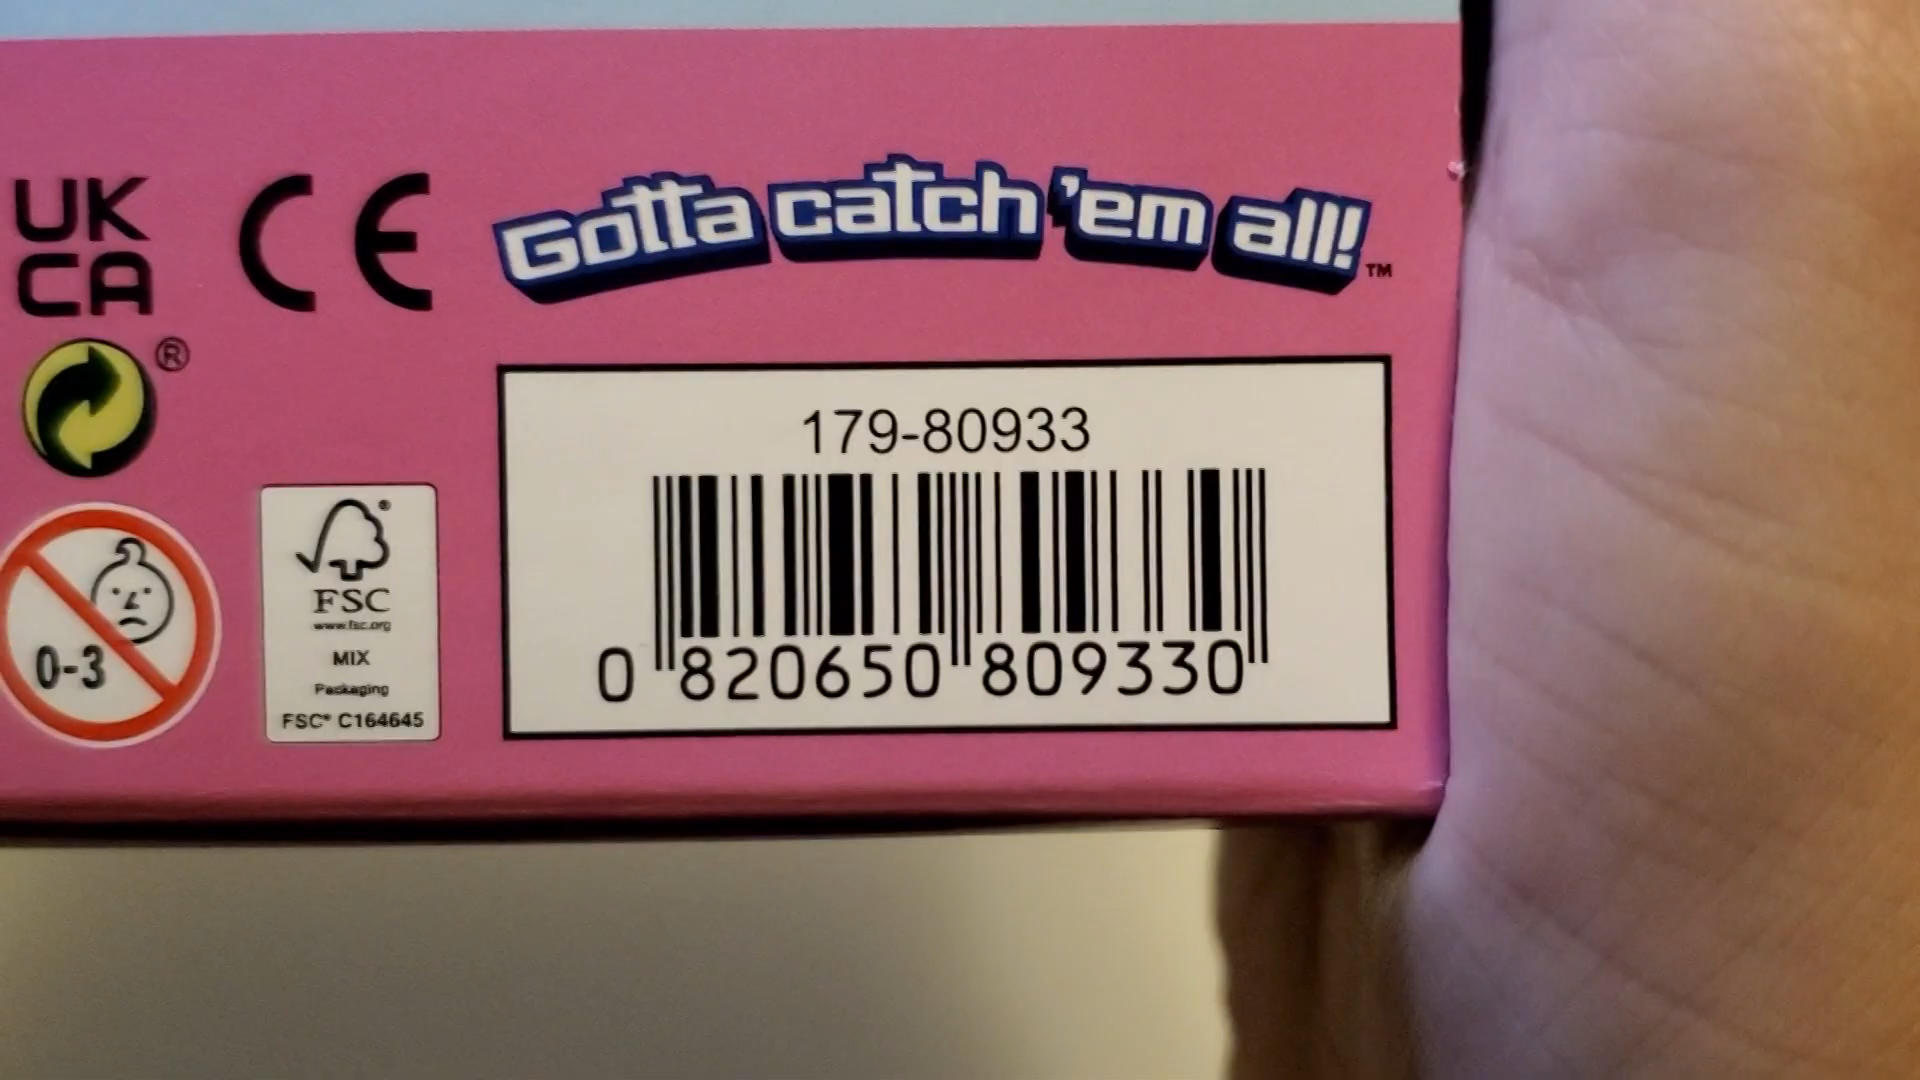 UK
CA
CE
Gotta catch 'em all!™
®
179-80933
0 820650 809330
0-3
®
FSC
www.fsc.org
MIX
Packaging
FSC® C164645